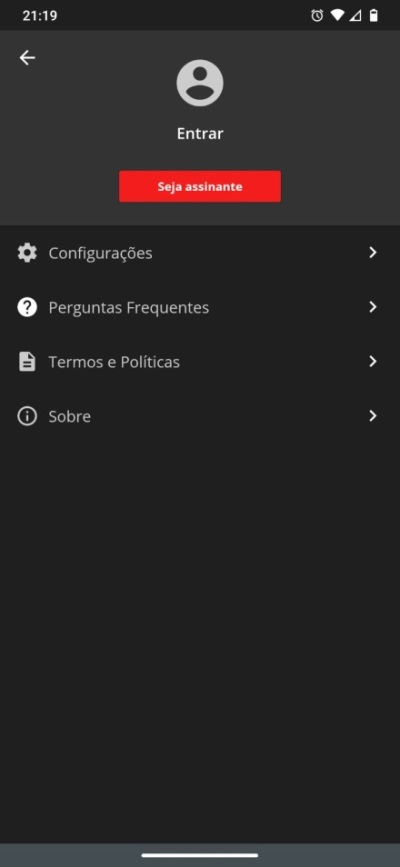 21:19
Entrar
Seja assinante
Configurações
Perguntas Frequentes
Termos e Políticas
Sobre